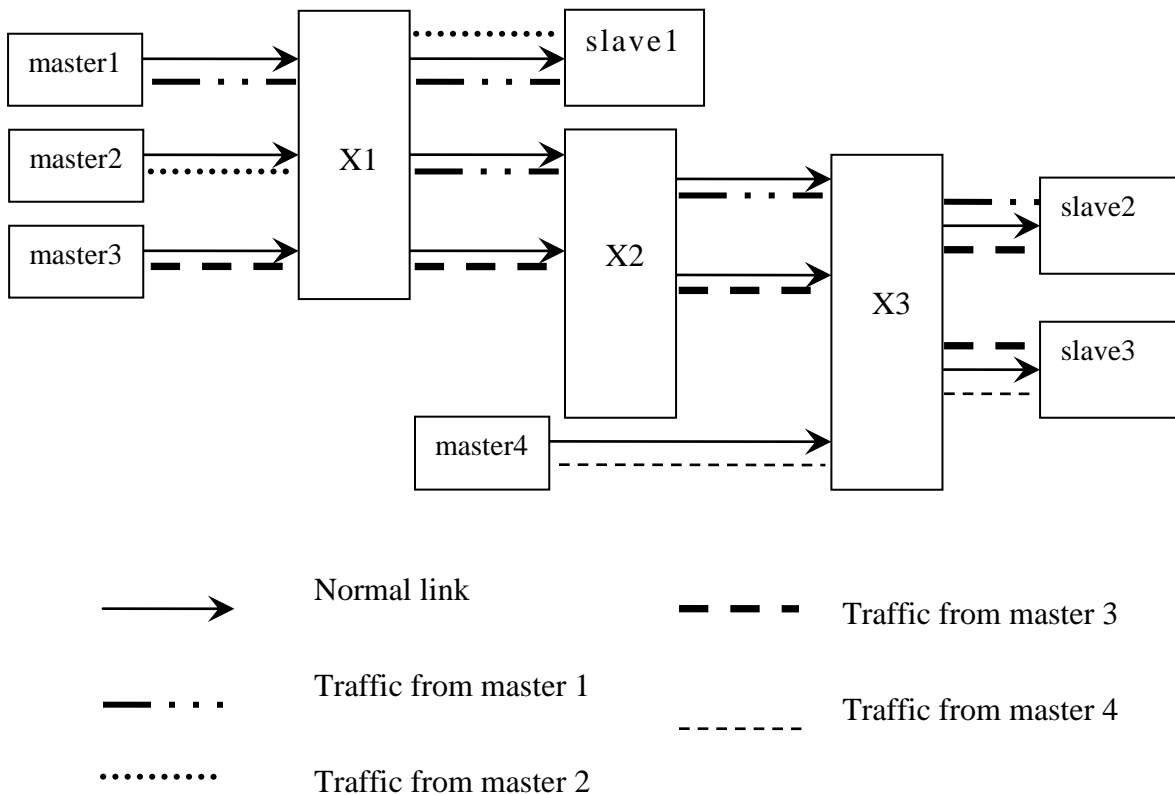 master1
X1
slave1
master2
master3
X2
X3
slave2
slave3
master4
Normal link
Traffic from master 1
Traffic from master 2
Traffic from master 3
Traffic from master 4